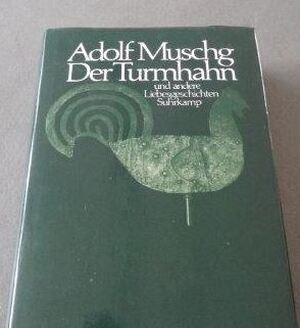 Adolf Muschg
Der Turmhahn
und andere
Liebesgeschichten
Suhrkamp